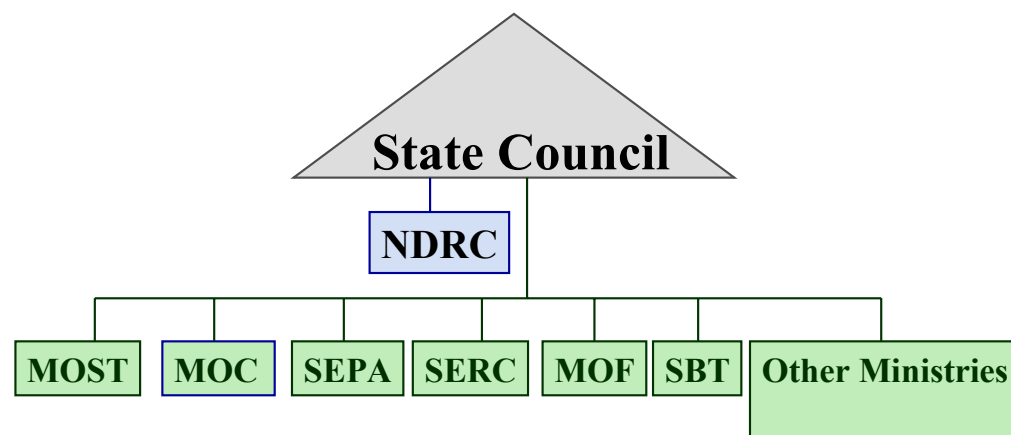 State Council
NDRC
MOST
MOC
SEPA
SERC
MOF
SBT
Other Ministries